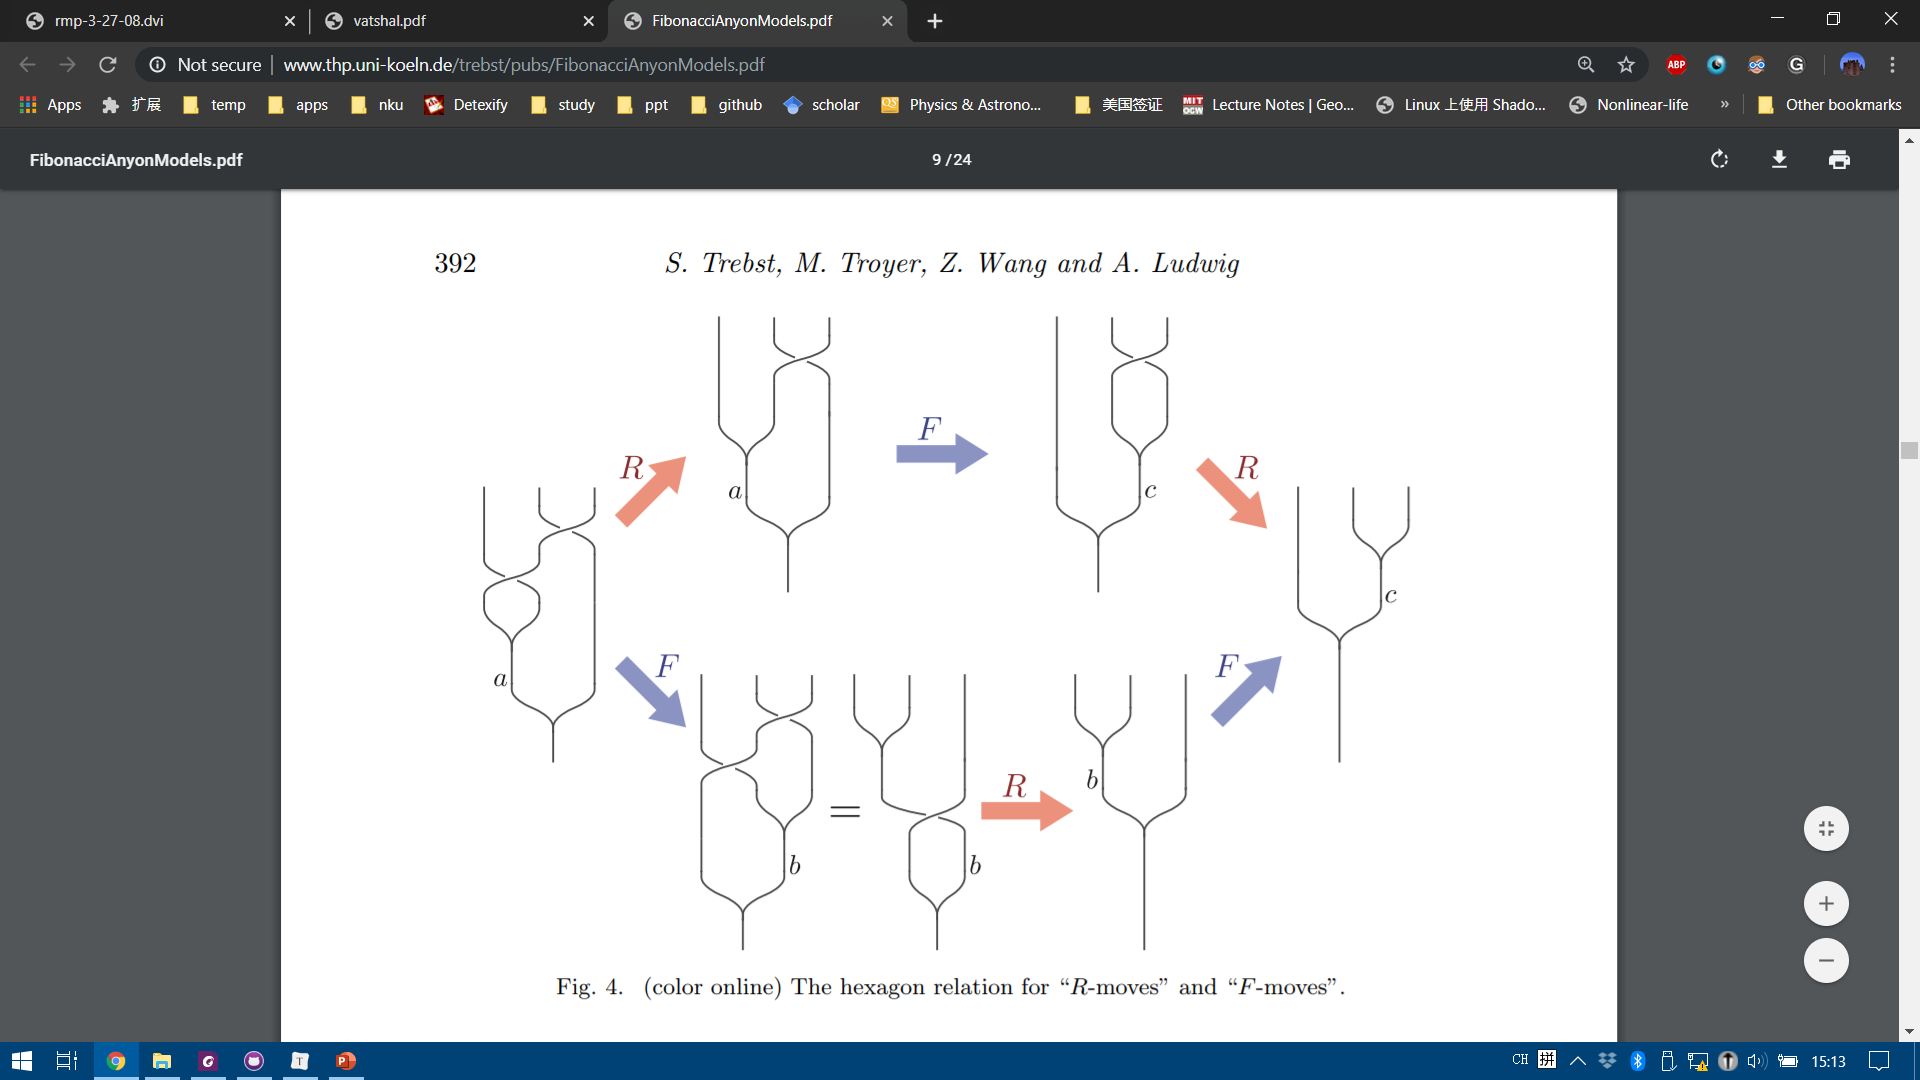 rmp-3-27-08.dvi
vatshal.pdf
FibonacciAnyonModels.pdf
Not secure | www.thp.uni-koeln.de/trebst/pubs/FibonacciAnyonModels.pdf
ABP
G
Apps 扩展 temp apps nku Detexify study ppt github scholar Physics & Astrono... 美国签证 Lecture Notes | Geo... Linux 上使用 Shado... Nonlinear-life » Other bookmarks
FibonacciAnyonModels.pdf
9 / 24
392
S. Trebst, M. Troyer, Z. Wang and A. Ludwig
F
R
R
a
c
c
a
F
F
R
b
b
b
=
Fig. 4. (color online) The hexagon relation for “R-moves” and “F-moves”.
CH 拼 15:13